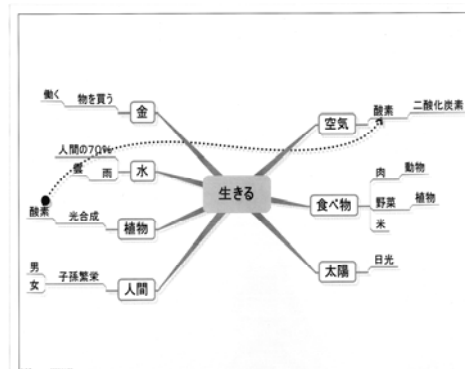 働く 物を買う 金
人間の70%
雲 雨 水
酸素 光合成 植物
男
女
子孫繁栄 人間
生きる
空気 酸素 二酸化炭素
食べ物
肉 動物
野菜 植物
米
太陽 日光